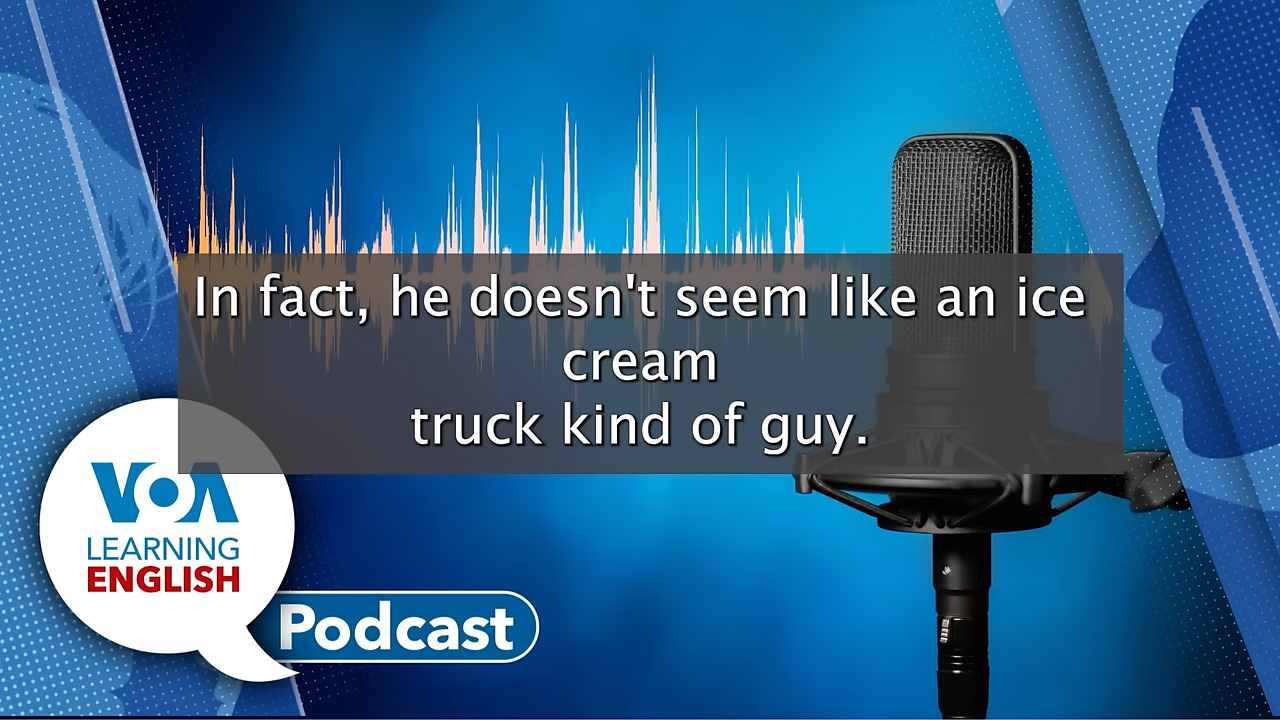 In fact, he doesn't seem like an ice
cream
truck kind of guy.
VOA
LEARNING
ENGLISH
Podcast